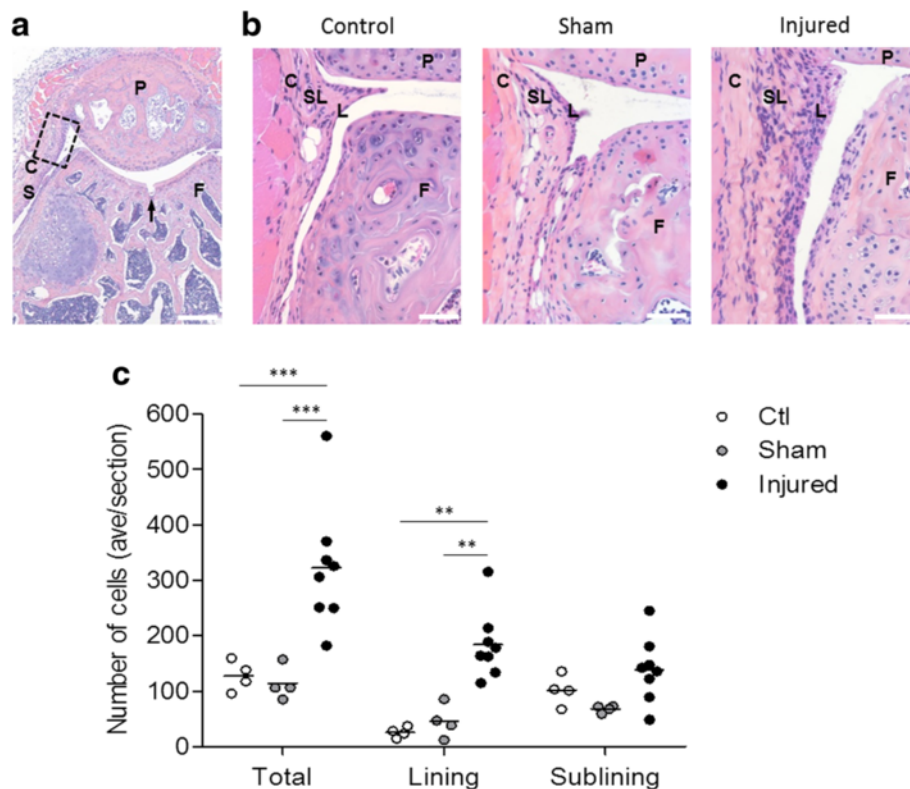 a
P
C
S
F
b
Control
Sham
Injured
C
SL
L
P
F
C
SL
L
P
F
C
SL
L
P
F
c
Number of cells (ave/section)
600
500
400
300
200
100
0
***
***
**
**
Total
Lining
Sublining
Ctl
Sham
Injured